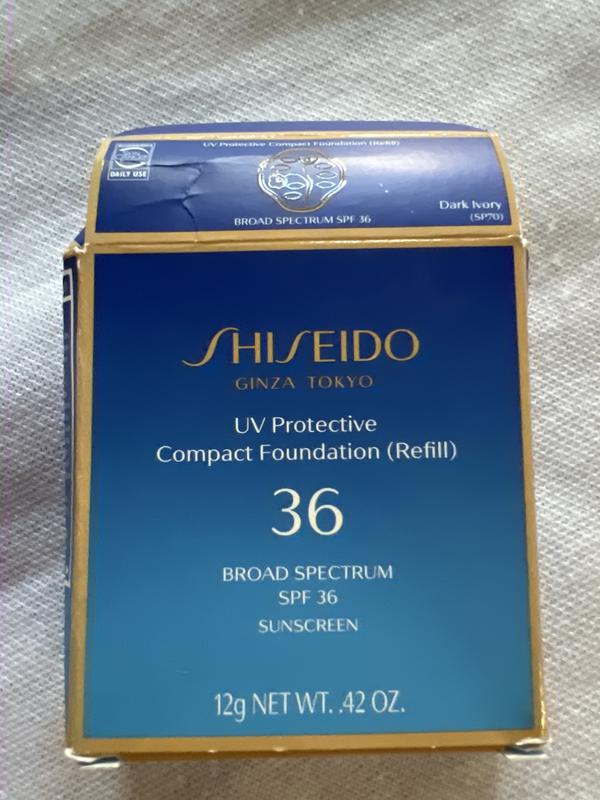 UV Protective Compact Foundation (Refill)
DAILY USE
BROAD SPECTRUM SPF 36
Dark Ivory
(SP70)
SHISEIDO
GINZA TOKYO
UV Protective
Compact Foundation (Refill)
36
BROAD SPECTRUM
SPF 36
SUNSCREEN
12g NET WT. .42 OZ.